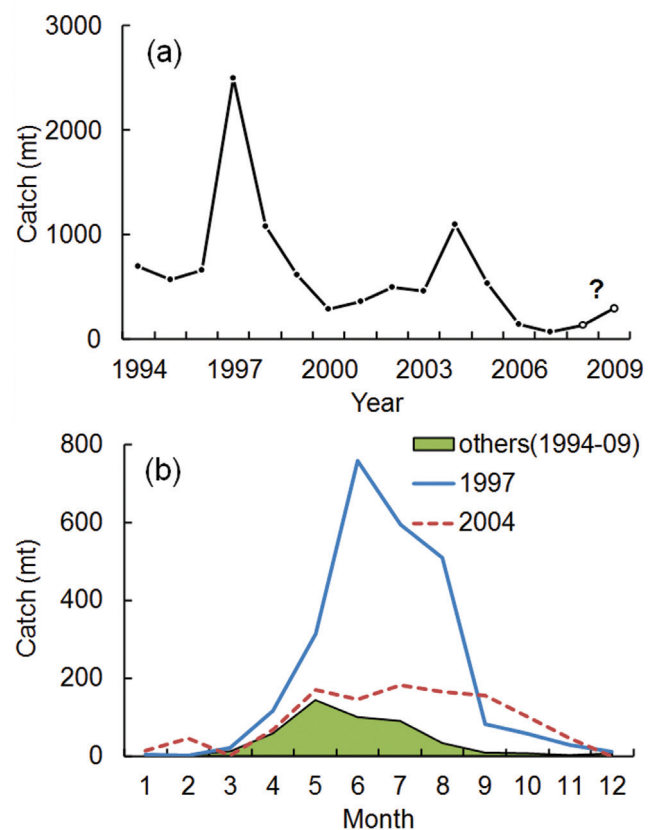 (a)
3000
2000
1000
0
Catch (mt)
?
1994 1997 2000 2003 2006 2009
Year
(b)
others(1994-09)
1997
2004
800
600
400
200
0
Catch (mt)
1 2 3 4 5 6 7 8 9 10 11 12
Month